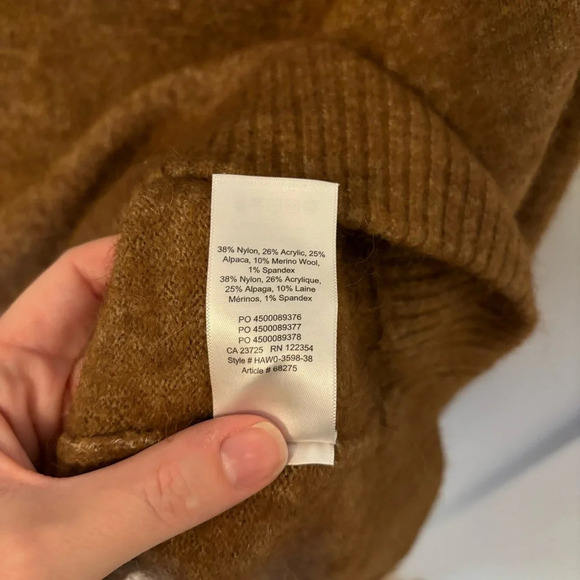 38% Nylon, 26% Acrylic, 25%
Alpaca, 10% Merino Wool,
1% Spandex
38% Nylon, 26% Acrylique,
25% Alpaga, 10% Laine
Mérinos, 1% Spandex
PO 4500089376
PO 4500089377
PO 4500089378
CA 23725 RN 122354
Style # HAW0-3598-38
Article # 68275